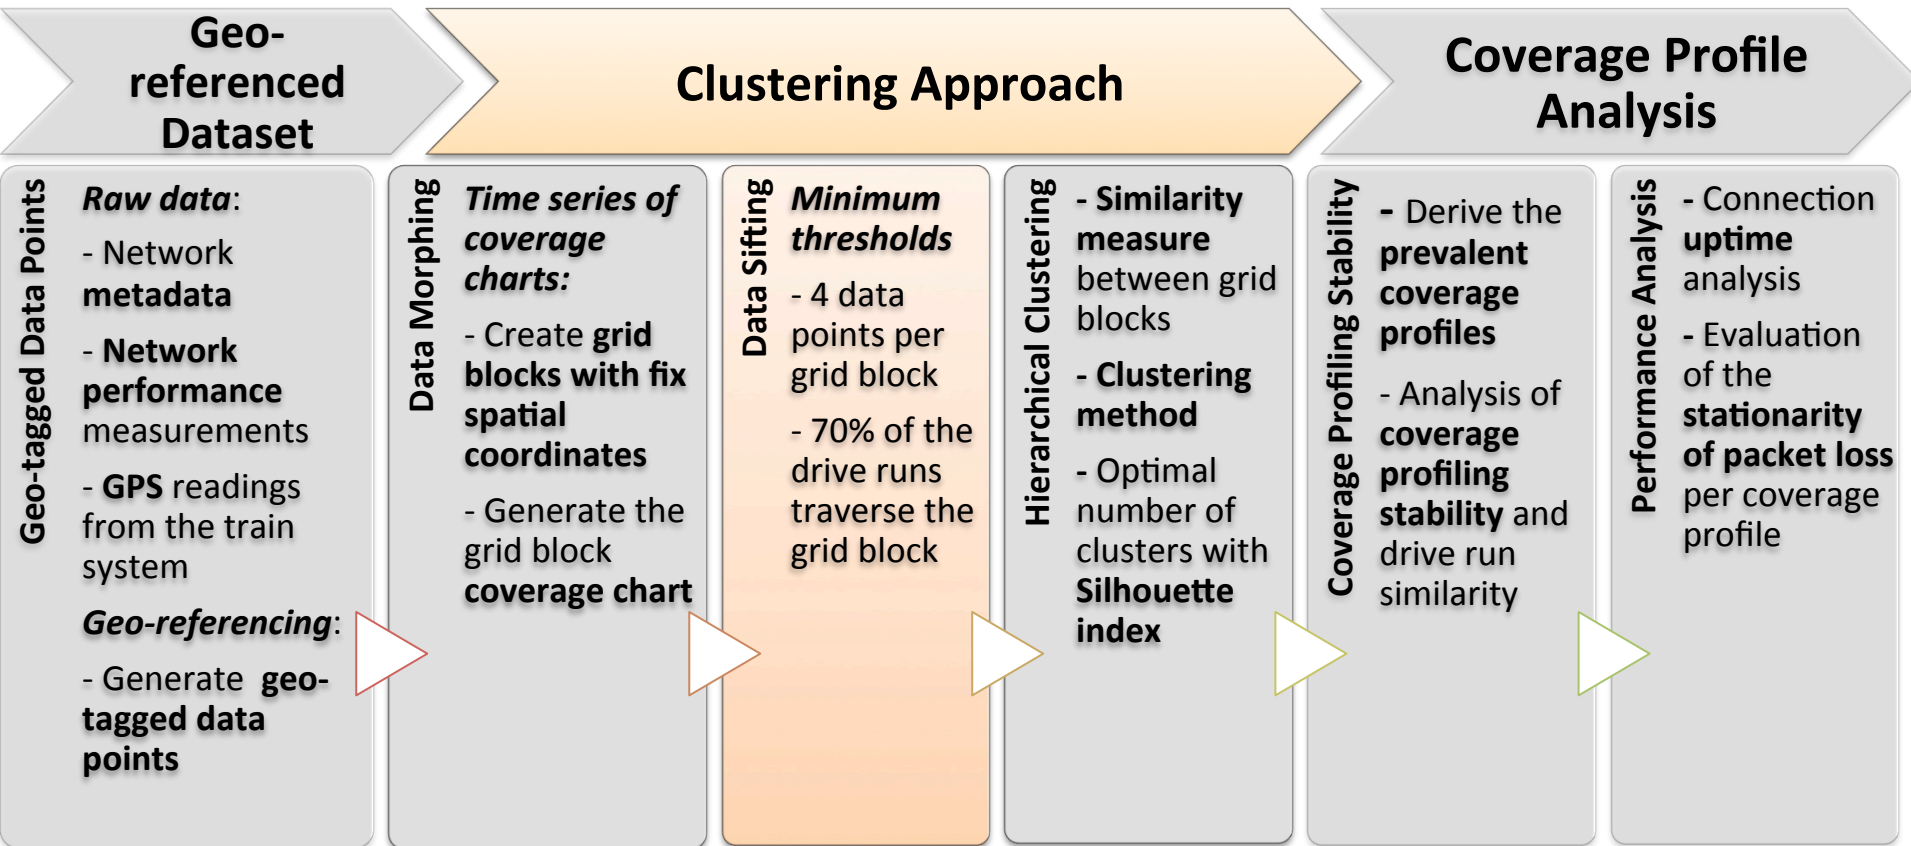 Geo-
referenced
Dataset
Clustering Approach
Coverage Profile
Analysis
Geo-tagged Data Points
Raw data:
- Network
metadata
- Network
performance
measurements
- GPS readings
from the train
system
Geo-referencing:
- Generate geo-
tagged data
points
Data Morphing
Time series of
coverage
charts:
- Create grid
blocks with fix
spatial
coordinates
- Generate the
grid block
coverage chart
Data Sifting
Minimum
thresholds
- 4 data
points per
grid block
- 70% of the
drive runs
traverse the
grid block
Hierarchical Clustering
- Similarity
measure
between grid
blocks
- Clustering
method
- Optimal
number of
clusters with
Silhouette
index
Coverage Profiling Stability
- Derive the
prevalent
coverage
profiles
- Analysis of
coverage
profiling
stability and
drive run
similarity
Performance Analysis
- Connection
uptime
analysis
- Evaluation
of the
stationarity
of packet loss
per coverage
profile